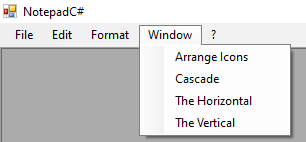 NotepadC#
File Edit Format Window ?
Arrange Icons
Cascade
The Horizontal
The Vertical